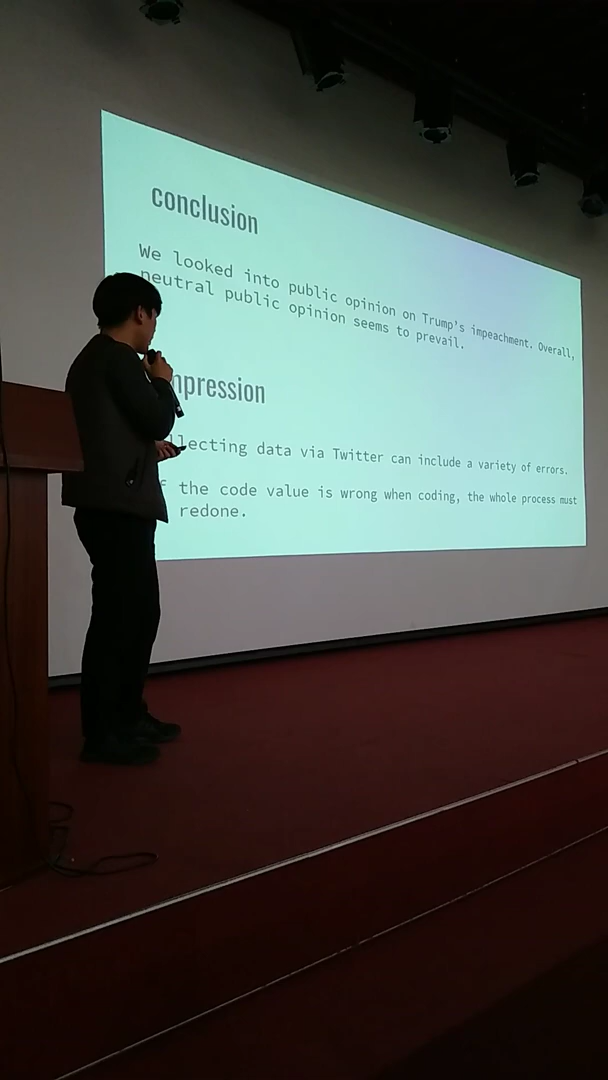 conclusion
We looked into public opinion on Trump's impeachment. Overall,
neutral public opinion seems to prevail.
mpression
llecting data via Twitter can include a variety of errors.
f the code value is wrong when coding, the whole process must
redone.